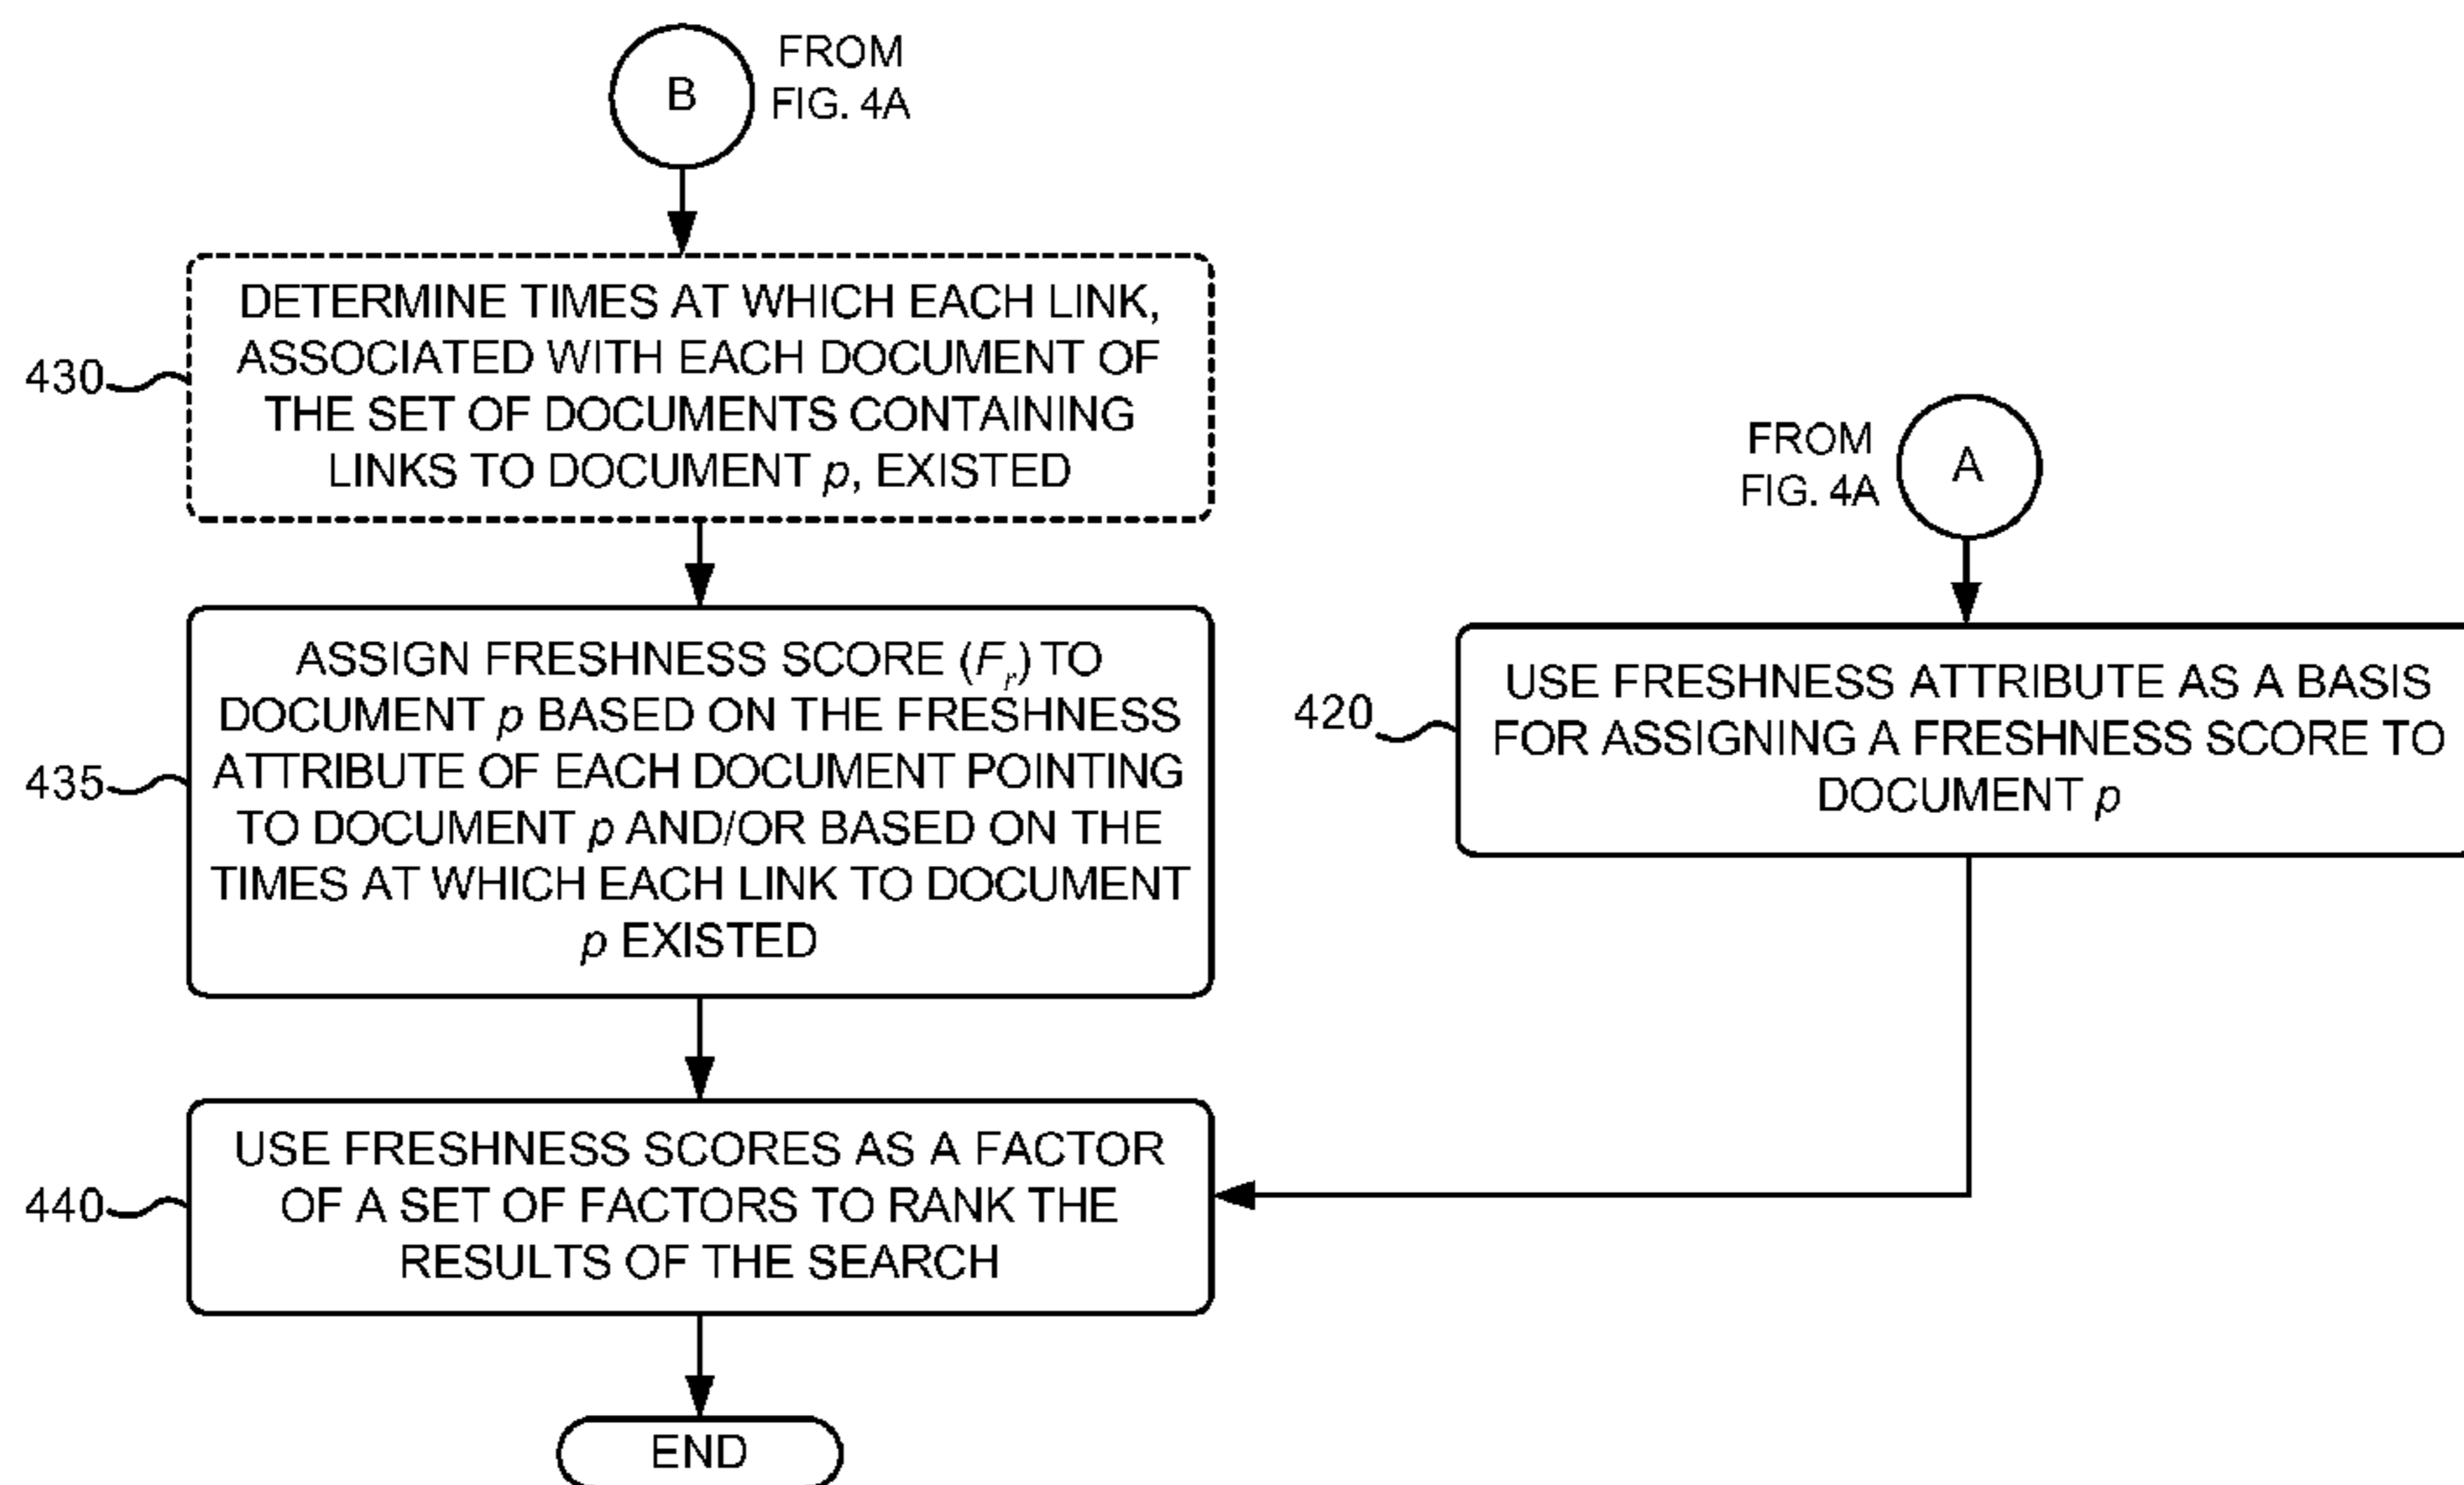 B
FROM
FIG. 4A
430
DETERMINE TIMES AT WHICH EACH LINK,
ASSOCIATED WITH EACH DOCUMENT OF
THE SET OF DOCUMENTS CONTAINING
LINKS TO DOCUMENT p, EXISTED
435
ASSIGN FRESHNESS SCORE (Fr) TO
DOCUMENT p BASED ON THE FRESHNESS
ATTRIBUTE OF EACH DOCUMENT POINTING
TO DOCUMENT p AND/OR BASED ON THE
TIMES AT WHICH EACH LINK TO DOCUMENT
p EXISTED
FROM
FIG. 4A
A
420
USE FRESHNESS ATTRIBUTE AS A BASIS
FOR ASSIGNING A FRESHNESS SCORE TO
DOCUMENT p
440
USE FRESHNESS SCORES AS A FACTOR
OF A SET OF FACTORS TO RANK THE
RESULTS OF THE SEARCH
END